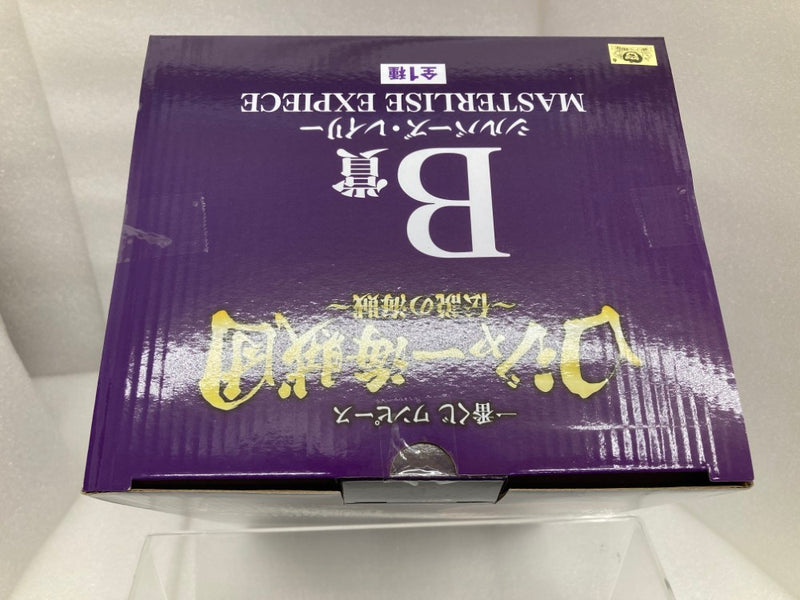 一番くじ ワンピース
ロジャー海賊団
～伝説の海賊～
B賞
シルバーズ・レイリー
MASTERLISE EXPIECE
全1種